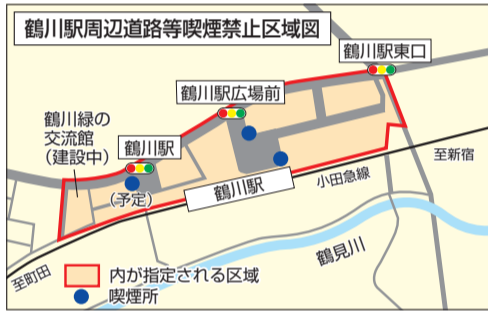 鶴川駅周辺道路等喫煙禁止区域図
鶴川駅東口
鶴川駅広場前
鶴川緑の
交流館
(建設中)
鶴川駅
(予定)
鶴川駅
小田急線
至新宿
至町田
鶴見川
内が指定される区域
喫煙所